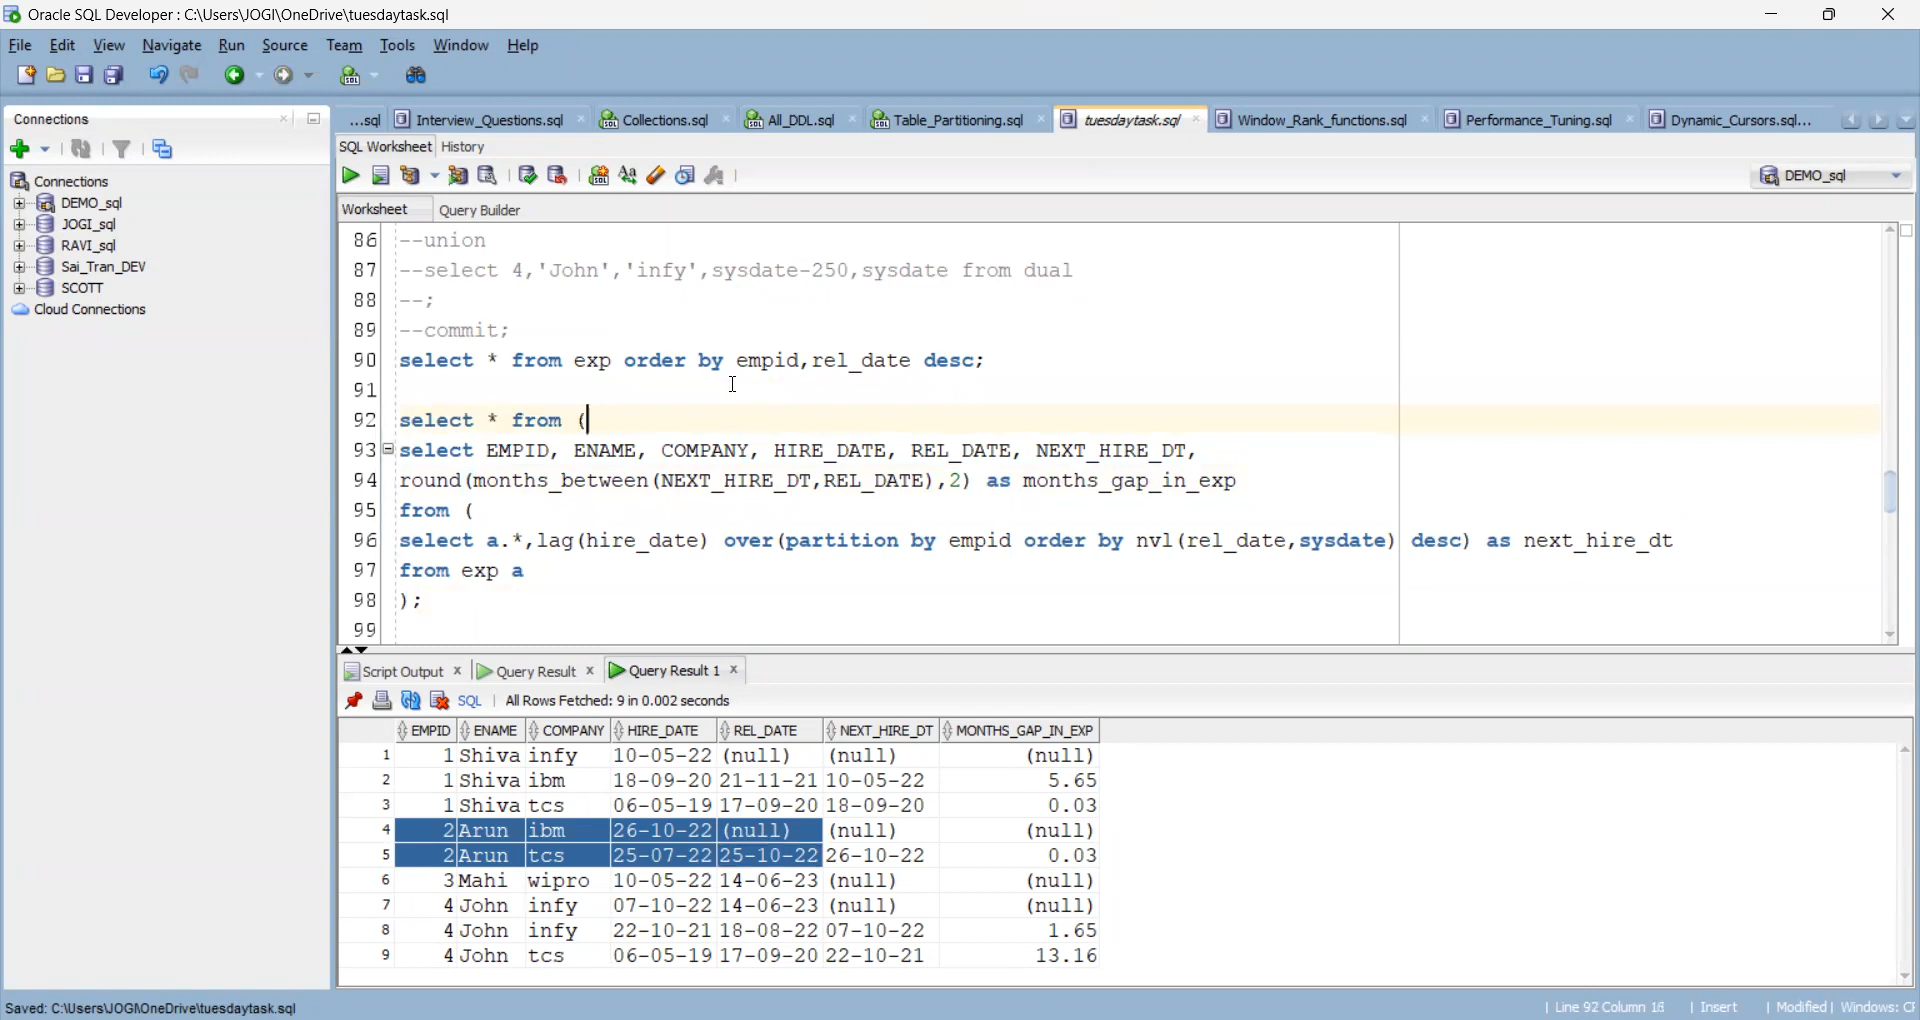 Oracle SQL Developer : C:\Users\JOGI\OneDrive\tuesdaytask.sql
File Edit View Navigate Run Source Team Tools Window Help
Connections
...sql Interview_Questions.sql Collections.sql All_DDL.sql Table_Partitioning.sql tuesdaytask.sql Window_Rank_functions.sql Performance_Tuning.sql Dynamic_Cursors.sql...
SQL Worksheet History
DEMO_sql
Connections
DEMO_sql
JOGI_sql
RAVI_sql
Sai_Tran_DEV
SCOTT
Cloud Connections
Worksheet Query Builder
86 --union
87 --select 4,'John','infy',sysdate-250,sysdate from dual
88 --;
89 --commit;
90 select * from exp order by empid,rel_date desc;
91
92 select * from (
93 select EMPID, ENAME, COMPANY, HIRE_DATE, REL_DATE, NEXT_HIRE_DT,
94 round(months_between(NEXT_HIRE_DT,REL_DATE),2) as months_gap_in_exp
95 from (
96 select a.*,lag(hire_date) over(partition by empid order by nvl(rel_date,sysdate) desc) as next_hire_dt
97 from exp a
98 );
99
Script Output Query Result Query Result 1
SQL All Rows Fetched: 9 in 0.002 seconds
EMPID ENAME COMPANY HIRE_DATE REL_DATE NEXT_HIRE_DT MONTHS_GAP_IN_EXP
1 1 Shiva infy 10-05-22 (null) (null) (null)
2 1 Shiva ibm 18-09-20 21-11-21 10-05-22 5.65
3 1 Shiva tcs 06-05-19 17-09-20 18-09-20 0.03
4 2 Arun ibm 26-10-22 (null) (null) (null)
5 2 Arun tcs 25-07-22 25-10-22 26-10-22 0.03
6 3 Mahi wipro 10-05-22 14-06-23 (null) (null)
7 4 John infy 07-10-22 14-06-23 (null) (null)
8 4 John infy 22-10-21 18-08-22 07-10-22 1.65
9 4 John tcs 06-05-19 17-09-20 22-10-21 13.16
Saved: C:\Users\JOGI\OneDrive\tuesdaytask.sql
Line 92 Column 16 Insert Modified Windows: CF